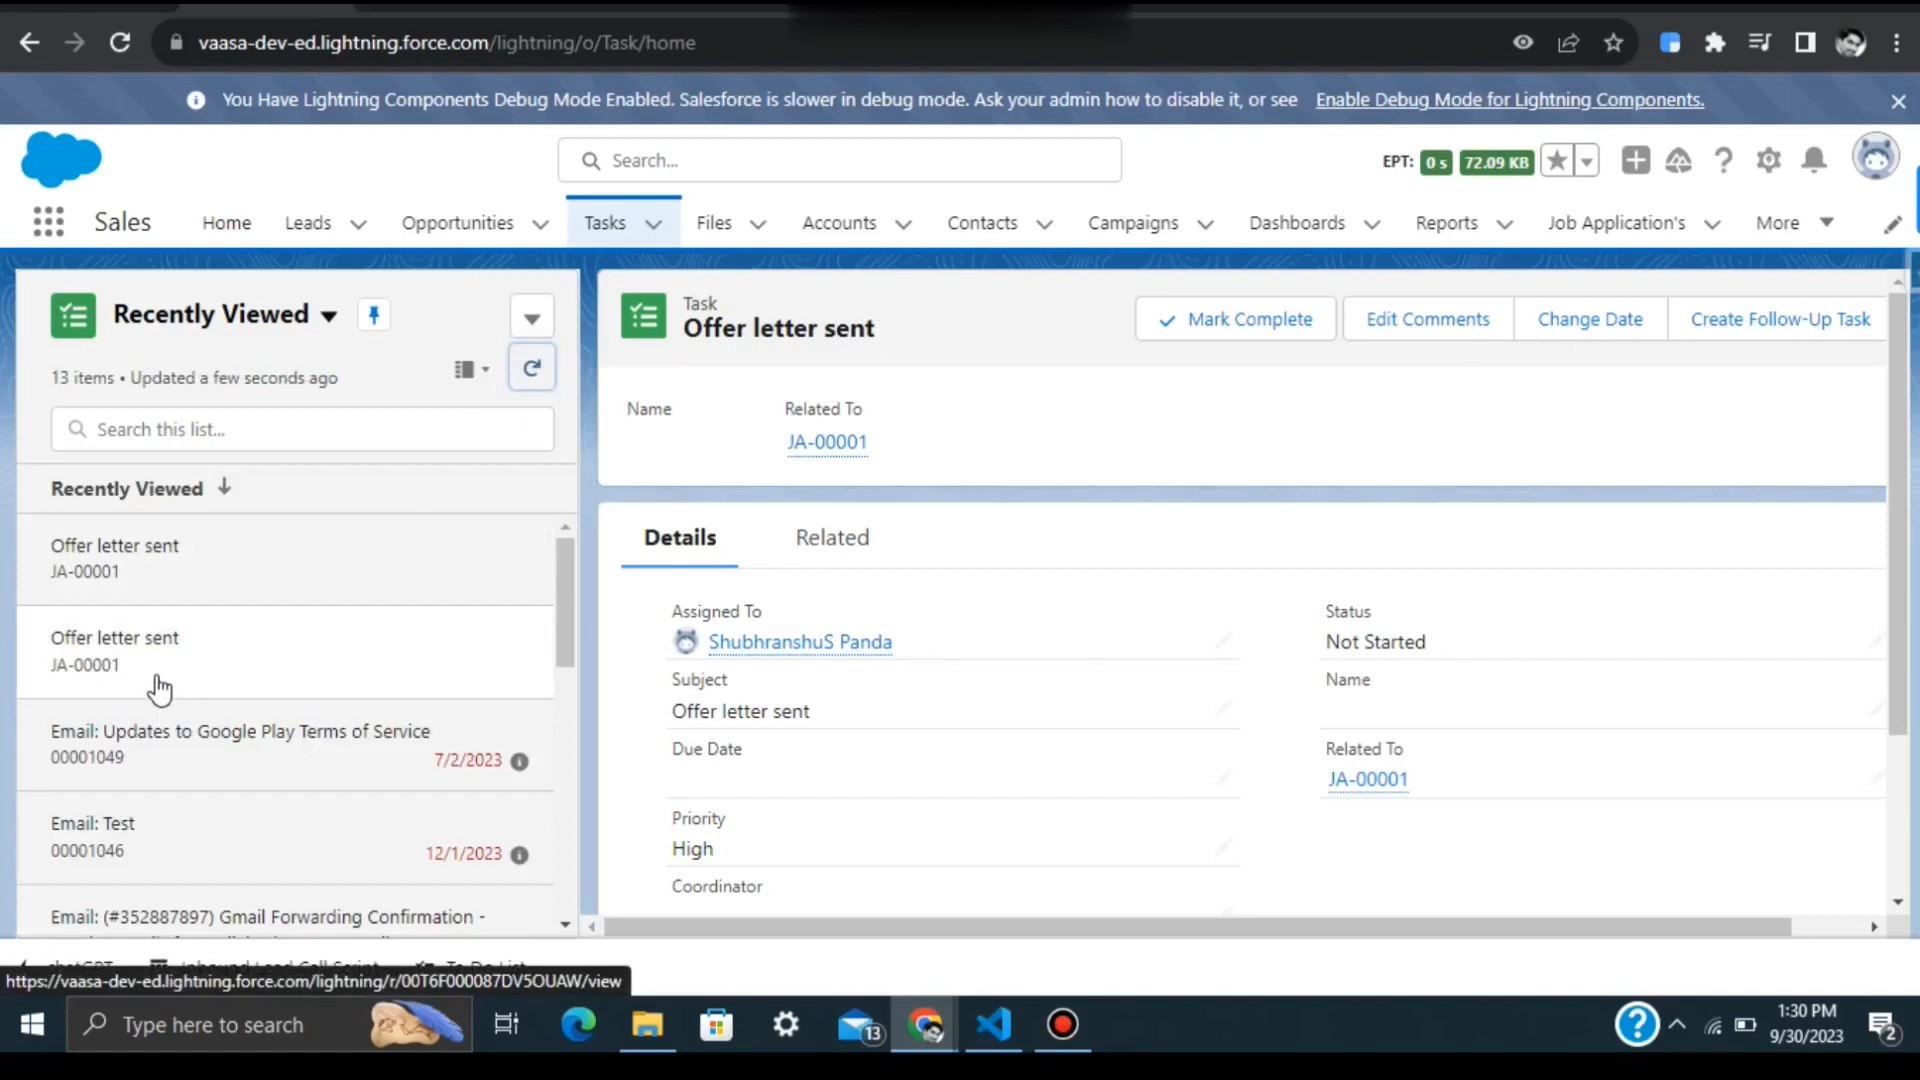 vaasa-dev-ed.lightning.force.com/lightning/o/Task/home
You Have Lightning Components Debug Mode Enabled. Salesforce is slower in debug mode. Ask your admin how to disable it, or see Enable Debug Mode for Lightning Components.
Search...
EPT: 0 s 72.09 KB
Sales Home Leads Opportunities Tasks Files Accounts Contacts Campaigns Dashboards Reports Job Application's More
Recently Viewed
13 items • Updated a few seconds ago
Search this list...
Recently Viewed
Offer letter sent
JA-00001
Offer letter sent
JA-00001
Email: Updates to Google Play Terms of Service
00001049
7/2/2023
Email: Test
00001046
12/1/2023
Email: (#352887897) Gmail Forwarding Confirmation -
Task
Offer letter sent
Mark Complete Edit Comments Change Date Create Follow-Up Task
Name Related To
JA-00001
Details Related
Assigned To
ShubhranshuS Panda
Status
Not Started
Subject
Offer letter sent
Name
Due Date
Related To
JA-00001
Priority
High
Coordinator
https://vaasa-dev-ed.lightning.force.com/lightning/r/00T6F000087DV5OUAW/view
Type here to search
13
1:30 PM
9/30/2023
2